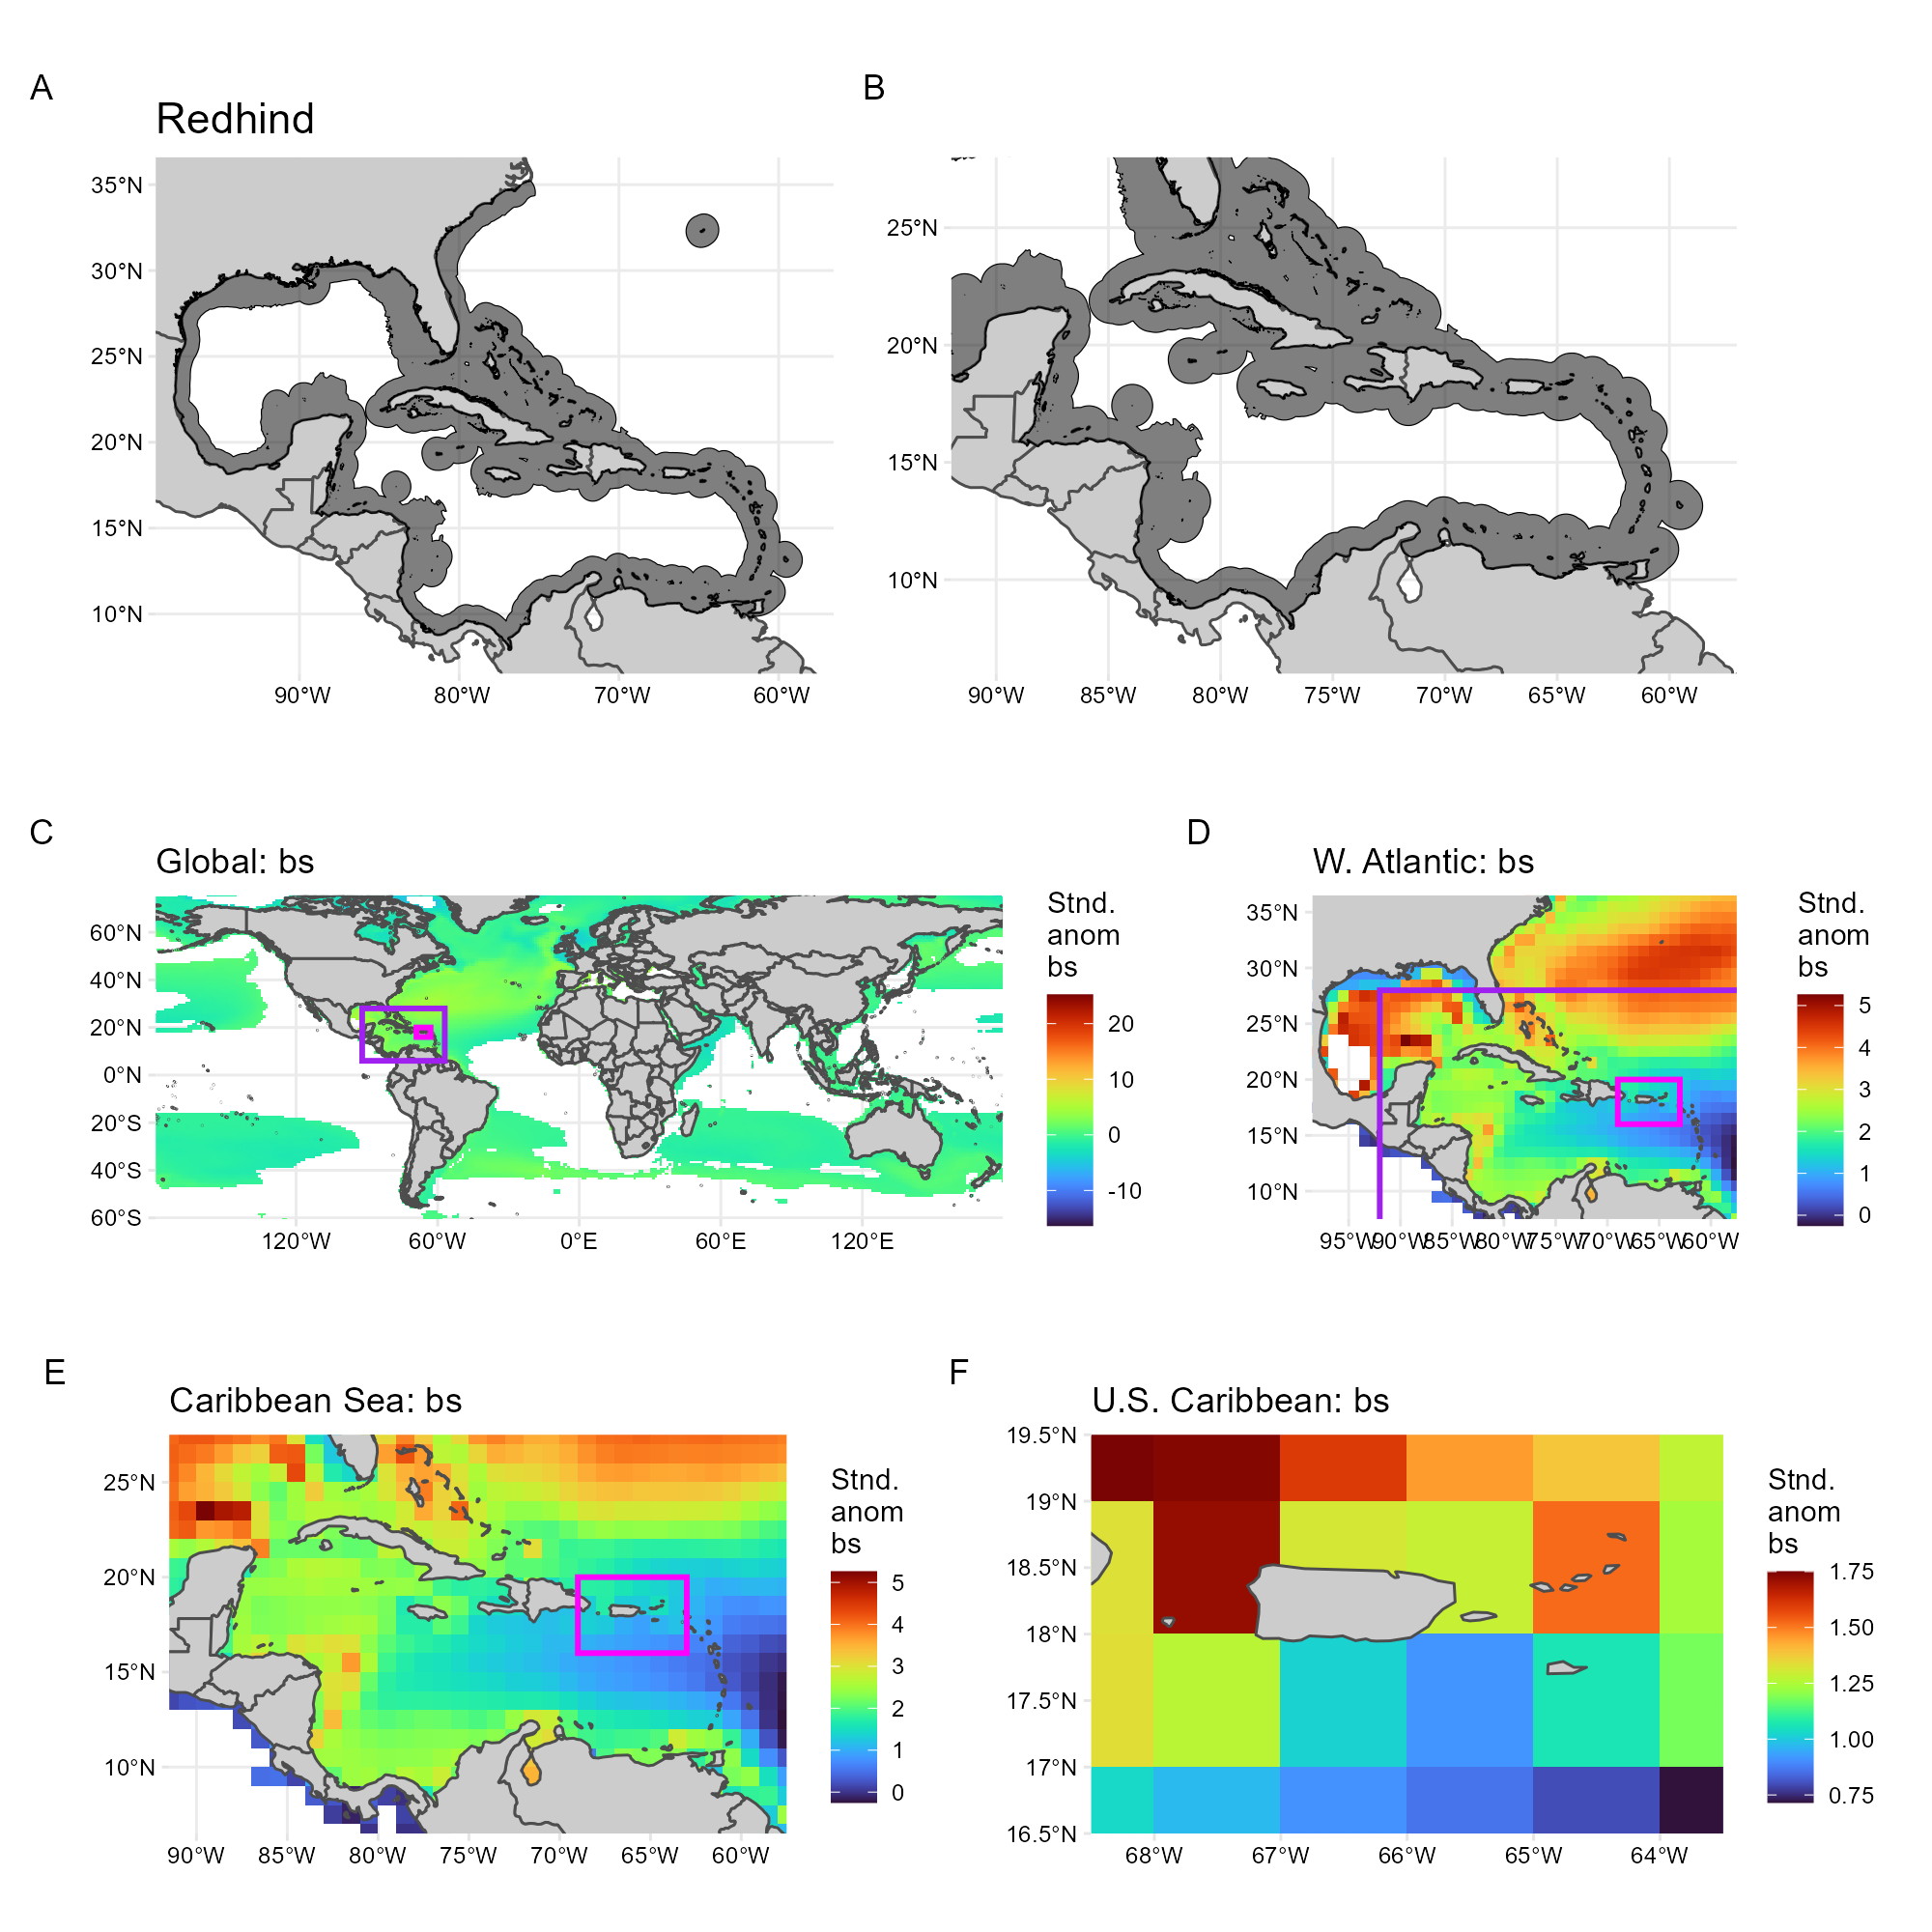 A
B
Redhind
35°N
30°N
25°N
20°N
15°N
10°N
90°W
80°W
70°W
60°W
25°N
20°N
15°N
10°N
90°W
85°W
80°W
75°W
70°W
65°W
60°W
C
D
Global: bs
60°N
40°N
20°N
0°N
20°S
40°S
60°S
120°W
60°W
0°E
60°E
120°E
Stnd.
anom
bs
20
10
0
-10
W. Atlantic: bs
35°N
30°N
25°N
20°N
15°N
10°N
95°W
90°W
85°W
80°W
75°W
70°W
65°W
60°W
Stnd.
anom
bs
5
4
3
2
1
0
E
F
Caribbean Sea: bs
25°N
20°N
15°N
10°N
90°W
85°W
80°W
75°W
70°W
65°W
60°W
Stnd.
anom
bs
5
4
3
2
1
0
U.S. Caribbean: bs
19.5°N
19°N
18.5°N
18°N
17.5°N
17°N
16.5°N
68°W
67°W
66°W
65°W
64°W
Stnd.
anom
bs
1.75
1.50
1.25
1.00
0.75